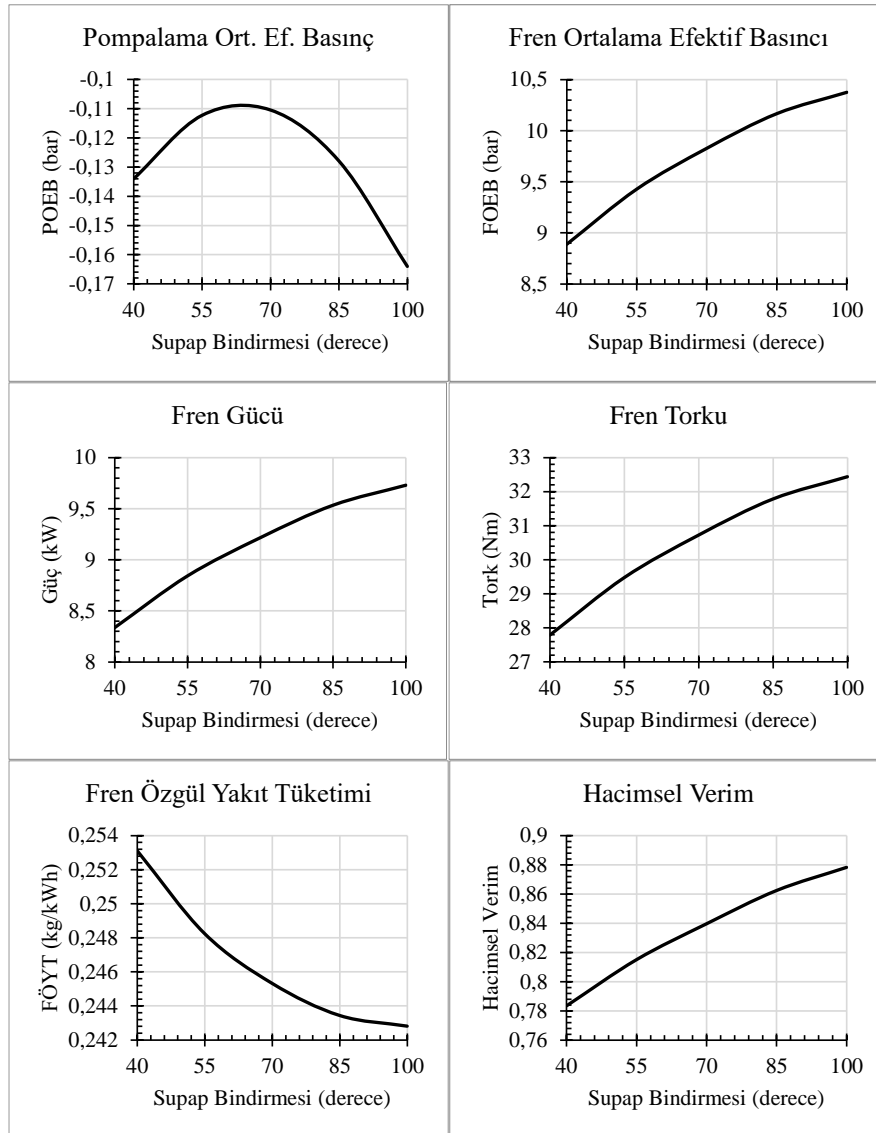 Pompalama Ort. Ef. Basınç
-0,1
-0,11
-0,12
-0,13
-0,14
-0,15
-0,16
-0,17
POEB (bar)
40 55 70 85 100
Supap Bindirmesi (derece)
Fren Ortalama Efektif Basıncı
10,5
10
9,5
9
8,5
FOEB (bar)
40 55 70 85 100
Supap Bindirmesi (derece)
Fren Gücü
10
9,5
9
8,5
8
Güç (kW)
40 55 70 85 100
Supap Bindirmesi (derece)
Fren Torku
33
32
31
30
29
28
27
Tork (Nm)
40 55 70 85 100
Supap Bindirmesi (derece)
Fren Özgül Yakıt Tüketimi
0,254
0,252
0,25
0,248
0,246
0,244
0,242
FÖYT (kg/kWh)
40 55 70 85 100
Supap Bindirmesi (derece)
Hacimsel Verim
0,9
0,88
0,86
0,84
0,82
0,8
0,78
0,76
Hacimsel Verim
40 55 70 85 100
Supap Bindirmesi (derece)